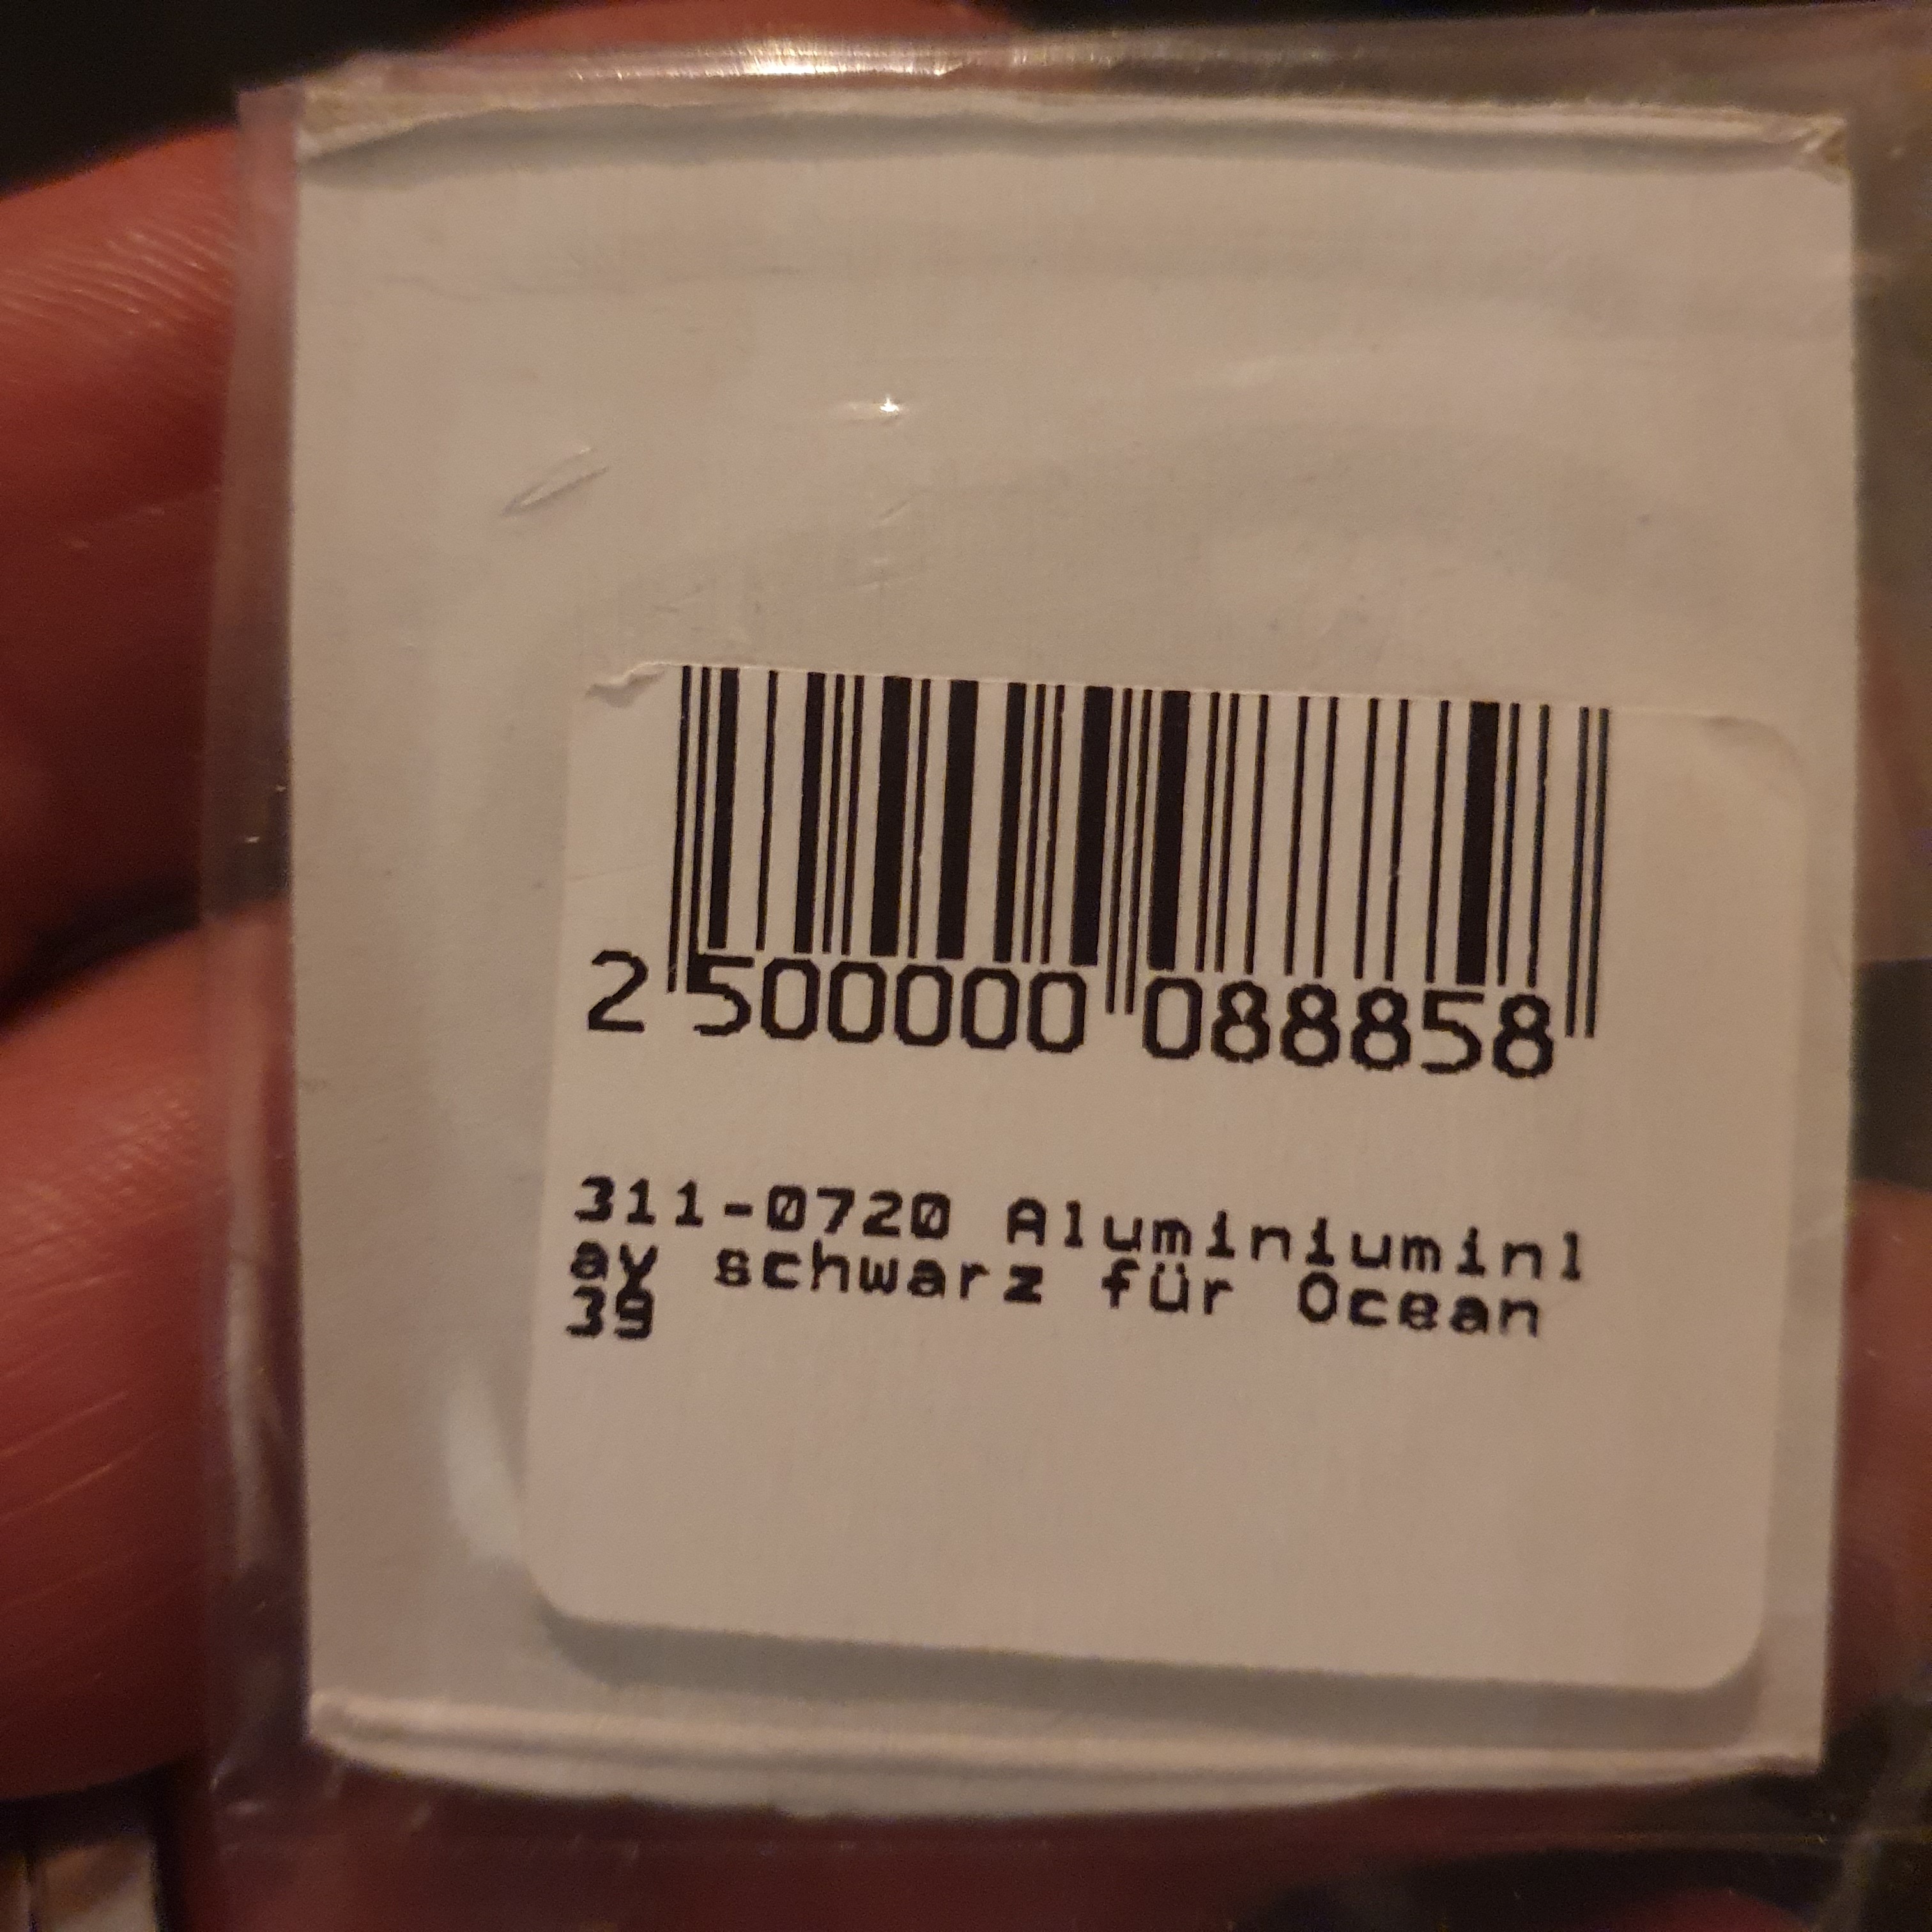 2 500000 088858
311-0720 Aluminiuminl
ay schwarz für Ocean
39